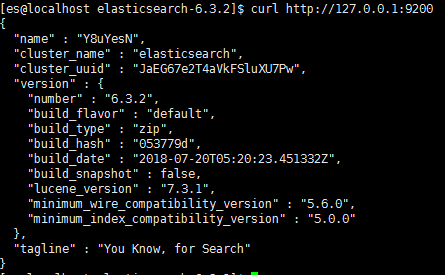 [es@localhost elasticsearch-6.3.2]$ curl http://127.0.0.1:9200
{
  "name" : "Y8uYesN",
  "cluster_name" : "elasticsearch",
  "cluster_uuid" : "JaEG67e2T4aVkFSluXU7Pw",
  "version" : {
    "number" : "6.3.2",
    "build_flavor" : "default",
    "build_type" : "zip",
    "build_hash" : "053779d",
    "build_date" : "2018-07-20T05:20:23.451332Z",
    "build_snapshot" : false,
    "lucene_version" : "7.3.1",
    "minimum_wire_compatibility_version" : "5.6.0",
    "minimum_index_compatibility_version" : "5.0.0"
  },
  "tagline" : "You Know, for Search"
}